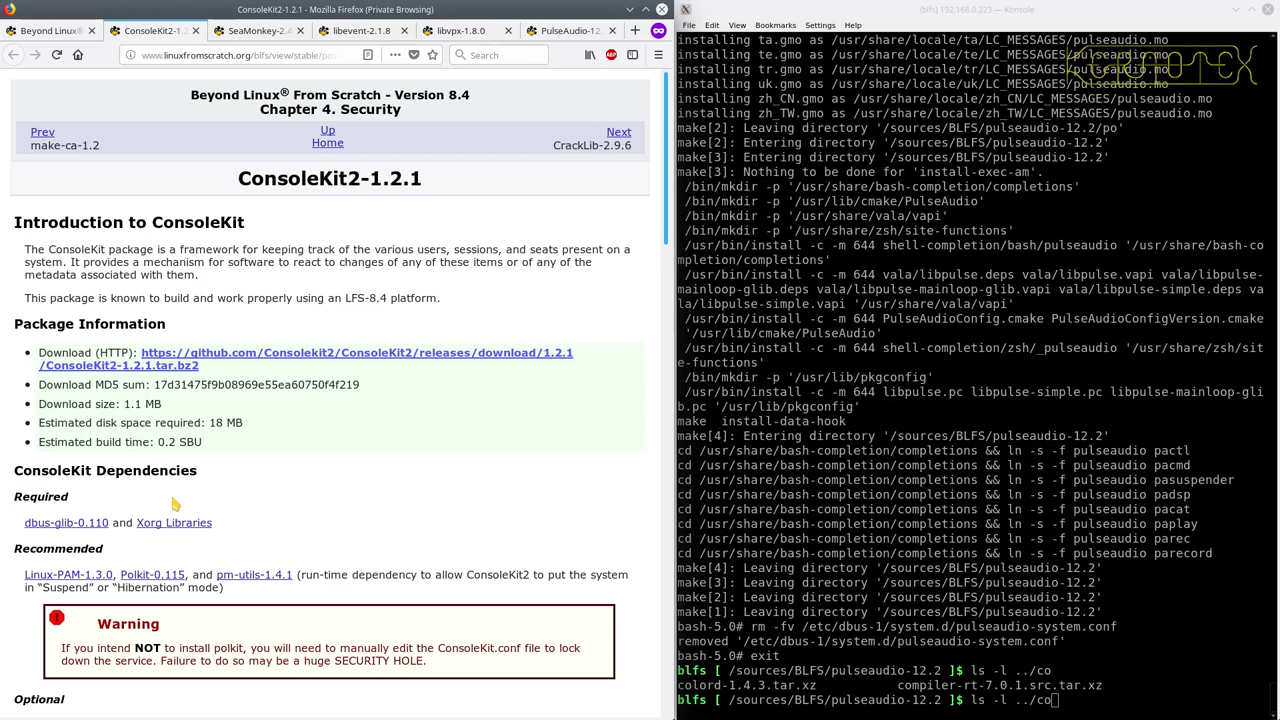 ConsoleKit2-1.2.1 - Mozilla Firefox (Private Browsing)
Beyond Linux®
ConsoleKit2-1.2
SeaMonkey-2.4
libevent-2.1.8
libvpx-1.8.0
PulseAudio-12.
www.linuxfromscratch.org/blfs/view/stable/pos
Search
Beyond Linux® From Scratch - Version 8.4
Chapter 4. Security
Prev
Up
Next
make-ca-1.2
Home
CrackLib-2.9.6
ConsoleKit2-1.2.1
Introduction to ConsoleKit
The ConsoleKit package is a framework for keeping track of the various users, sessions, and seats present on a
system. It provides a mechanism for software to react to changes of any of these items or of any of the
metadata associated with them.
This package is known to build and work properly using an LFS-8.4 platform.
Package Information
Download (HTTP): https://github.com/Consolekit2/ConsoleKit2/releases/download/1.2.1
/ConsoleKit2-1.2.1.tar.bz2
Download MD5 sum: 17d31475f9b08969e55ea60750f4f219
Download size: 1.1 MB
Estimated disk space required: 18 MB
Estimated build time: 0.2 SBU
ConsoleKit Dependencies
Required
dbus-glib-0.110 and Xorg Libraries
Recommended
Linux-PAM-1.3.0, Polkit-0.115, and pm-utils-1.4.1 (run-time dependency to allow ConsoleKit2 to put the system
in “Suspend” or “Hibernation” mode)
Warning
If you intend NOT to install polkit, you will need to manually edit the ConsoleKit.conf file to lock
down the service. Failure to do so may be a huge SECURITY HOLE.
Optional
(blfs) 192.168.0.223 — Konsole
File Edit View Bookmarks Settings Help
installing ta.gmo as /usr/share/locale/ta/LC_MESSAGES/pulseaudio.mo
installing te.gmo as /usr/share/locale/te/LC_MESSAGES/pulseaudio.mo
installing tr.gmo as /usr/share/locale/tr/LC_MESSAGES/pulseaudio.mo
installing uk.gmo as /usr/share/locale/uk/LC_MESSAGES/pulseaudio.mo
installing zh_CN.gmo as /usr/share/locale/zh_CN/LC_MESSAGES/pulseaudio.mo
installing zh_TW.gmo as /usr/share/locale/zh_TW/LC_MESSAGES/pulseaudio.mo
make[2]: Leaving directory '/sources/BLFS/pulseaudio-12.2/po'
make[2]: Entering directory '/sources/BLFS/pulseaudio-12.2'
make[3]: Entering directory '/sources/BLFS/pulseaudio-12.2'
make[3]: Nothing to be done for 'install-exec-am'.
/bin/mkdir -p '/usr/share/bash-completion/completions'
/bin/mkdir -p '/usr/lib/cmake/PulseAudio'
/bin/mkdir -p '/usr/share/vala/vapi'
/bin/mkdir -p '/usr/share/zsh/site-functions'
/bin/install -c -m 644 shell-completion/bash/pulseaudio '/usr/share/bash-co
mpletion/completions'
/bin/install -c -m 644 vala/libpulse.deps vala/libpulse.vapi vala/libpulse-
mainloop-glib.deps vala/libpulse-mainloop-glib.vapi vala/libpulse-simple.deps va
la/libpulse-simple.vapi '/usr/share/vala/vapi'
/bin/install -c -m 644 PulseAudioConfig.cmake PulseAudioConfigVersion.cmake
'/usr/lib/cmake/PulseAudio'
/bin/install -c -m 644 shell-completion/zsh/_pulseaudio '/usr/share/zsh/sit
e-functions'
/bin/mkdir -p '/usr/lib/pkgconfig'
/bin/install -c -m 644 libpulse.pc libpulse-simple.pc libpulse-mainloop-gli
b.pc '/usr/lib/pkgconfig'
make  install-data-hook
make[4]: Entering directory '/sources/BLFS/pulseaudio-12.2'
cd /usr/share/bash-completion/completions && ln -s -f pulseaudio pactl
cd /usr/share/bash-completion/completions && ln -s -f pulseaudio pacmd
cd /usr/share/bash-completion/completions && ln -s -f pulseaudio pasuspender
cd /usr/share/bash-completion/completions && ln -s -f pulseaudio padsp
cd /usr/share/bash-completion/completions && ln -s -f pulseaudio pacat
cd /usr/share/bash-completion/completions && ln -s -f pulseaudio paplay
cd /usr/share/bash-completion/completions && ln -s -f pulseaudio parec
cd /usr/share/bash-completion/completions && ln -s -f pulseaudio parecord
make[4]: Leaving directory '/sources/BLFS/pulseaudio-12.2'
make[3]: Leaving directory '/sources/BLFS/pulseaudio-12.2'
make[2]: Leaving directory '/sources/BLFS/pulseaudio-12.2'
make[1]: Leaving directory '/sources/BLFS/pulseaudio-12.2'
bash-5.0# rm -fv /etc/dbus-1/system.d/pulseaudio-system.conf
removed '/etc/dbus-1/system.d/pulseaudio-system.conf'
bash-5.0# exit
blfs [ /sources/BLFS/pulseaudio-12.2 ]$ ls -l ../co
colord-1.4.3.tar.xz compiler-rt-7.0.1.src.tar.xz
blfs [ /sources/BLFS/pulseaudio-12.2 ]$ ls -l ../co